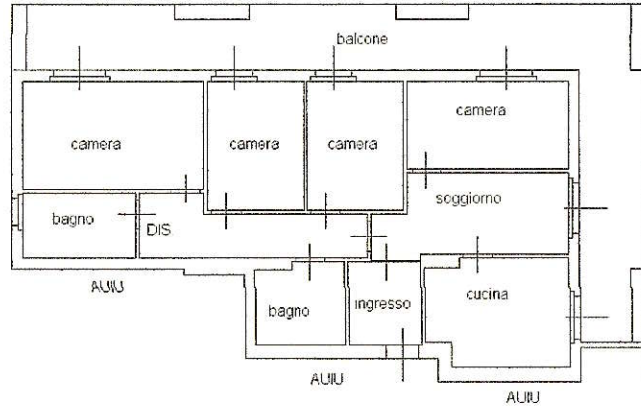 balcone
camera
camera
camera
camera
soggiorno
bagno
DIS
AUIU
bagno
ingresso
cucina
AUIU
AUIU